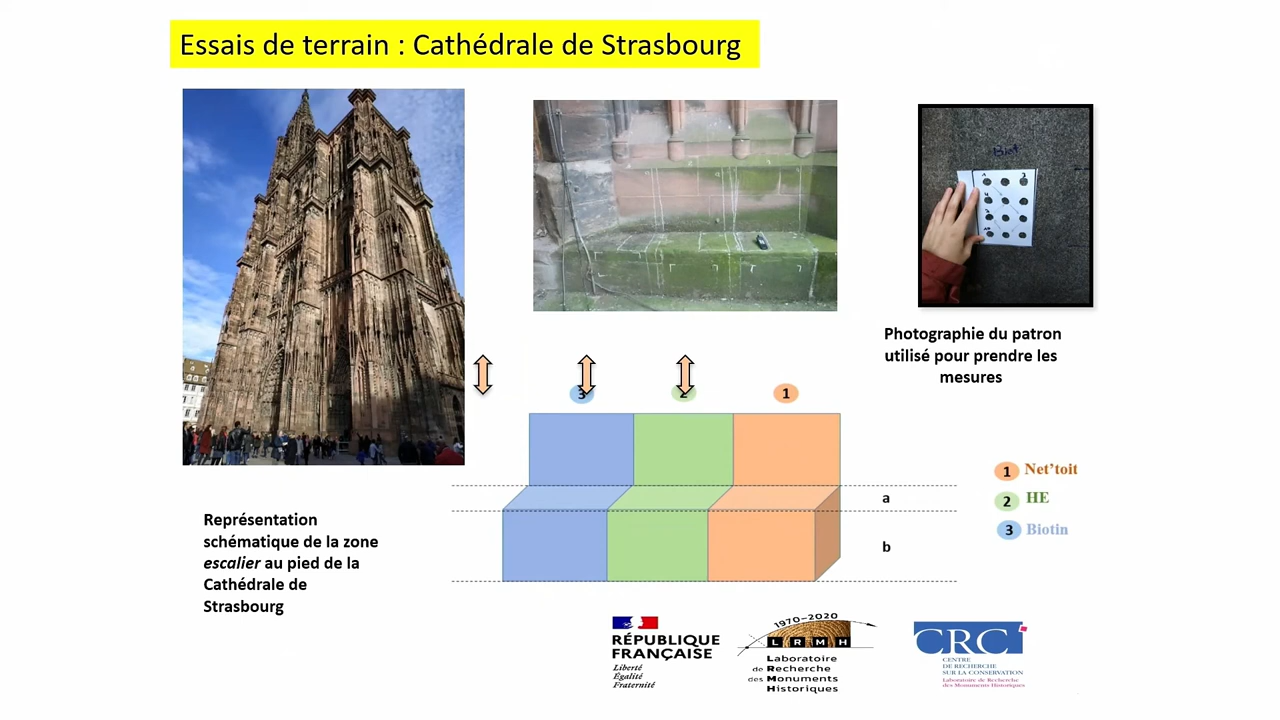 Essais de terrain : Cathédrale de Strasbourg
Biot
Photographie du patron
utilisé pour prendre les
mesures
3
2
1
a
b
1 Net'toit
2 HE
3 Biotin
Représentation
schématique de la zone
escalier au pied de la
Cathédrale de
Strasbourg
RÉPUBLIQUE
FRANÇAISE
Liberté
Égalité
Fraternité
1970-2020
LRMH
Laboratoire
de Recherche
des Monuments
Historiques
CRC
CENTRE
DE RECHERCHE
SUR LA CONSERVATION
Laboratoire de Recherche
des Monuments Historiques